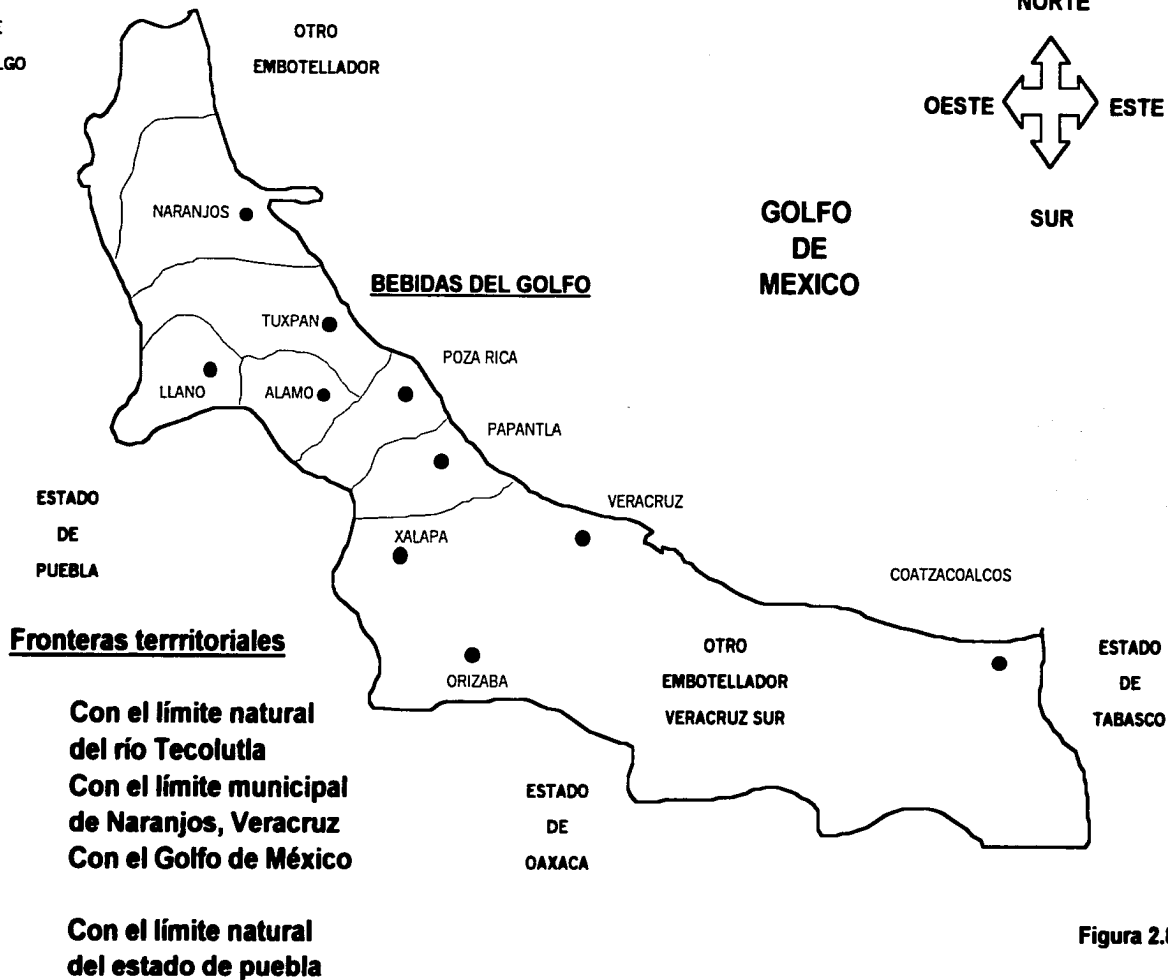 NORTE
OTRO
EMBOTELLADOR
OESTE
ESTE
SUR
GOLFO
DE
MEXICO
NARANJOS
BEBIDAS DEL GOLFO
TUXPAN
POZA RICA
LLANO
ALAMO
PAPANTLA
ESTADO
DE
PUEBLA
VERACRUZ
XALAPA
COATZACOALCOS
Fronteras terrritoriales
OTRO
EMBOTELLADOR
VERACRUZ SUR
ESTADO
DE
TABASCO
ORIZABA
Con el límite natural
del río Tecolutla
Con el límite municipal
de Naranjos, Veracruz
Con el Golfo de México
ESTADO
DE
OAXACA
Con el límite natural
del estado de puebla
Figura